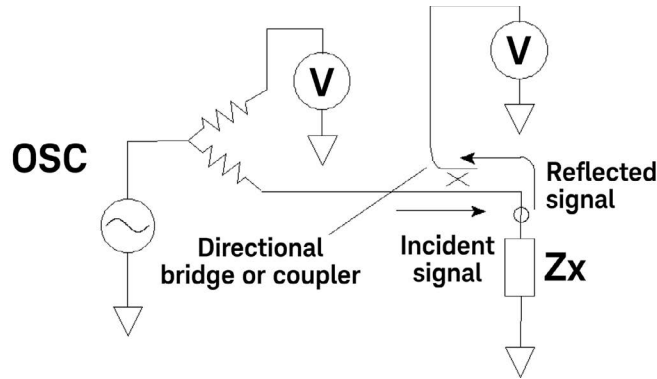 V
V
OSC
Reflected
signal
Directional
bridge or coupler
Incident
signal
Zx